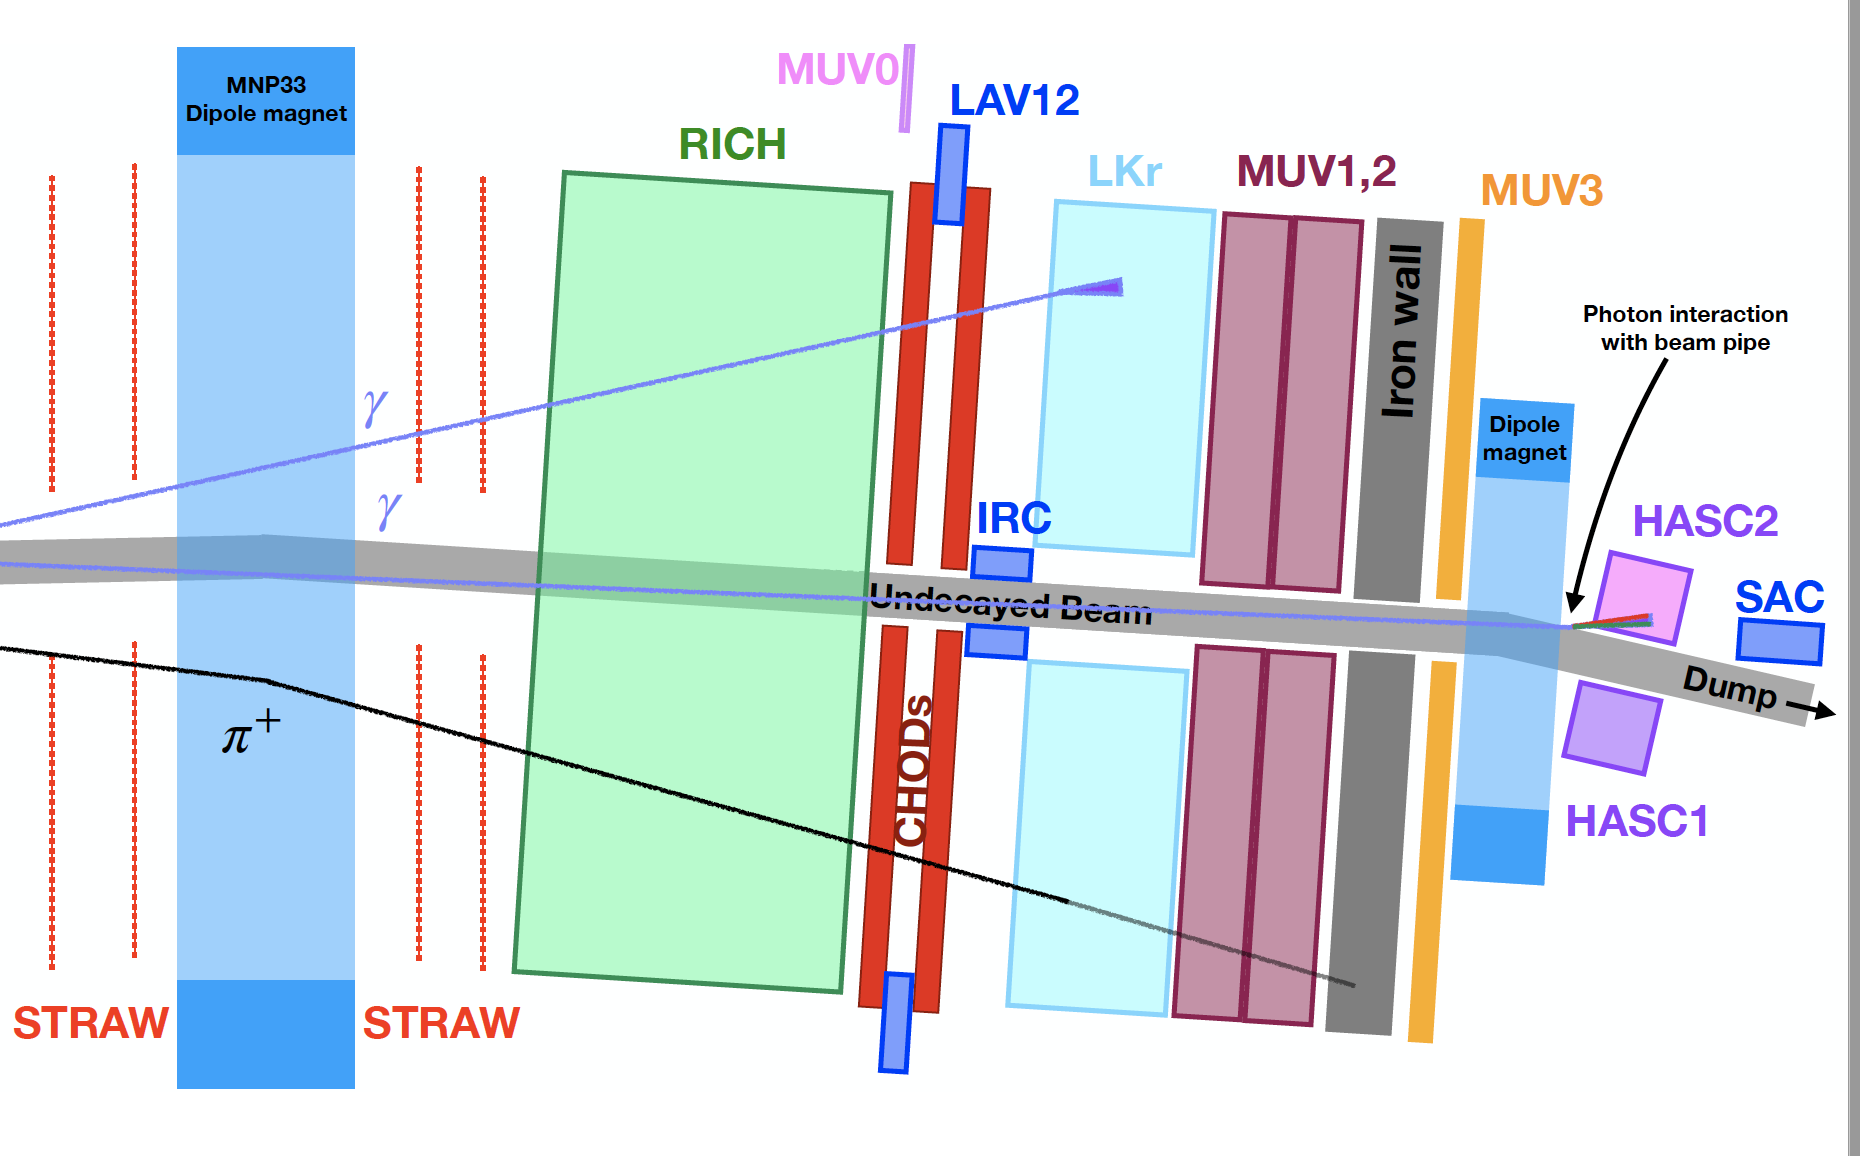 MUV0
MNP33
Dipole magnet
LAV12
RICH
LKr
MUV1,2
MUV3
Iron wall
Photon interaction
with beam pipe
γ
Dipole
magnet
γ
IRC
HASC2
Undecayed Beam
SAC
Dump
π+
CHODs
HASC1
STRAW
STRAW